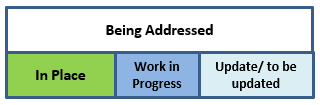 Being Addressed
In Place
Work in
Progress
Update/ to be
updated